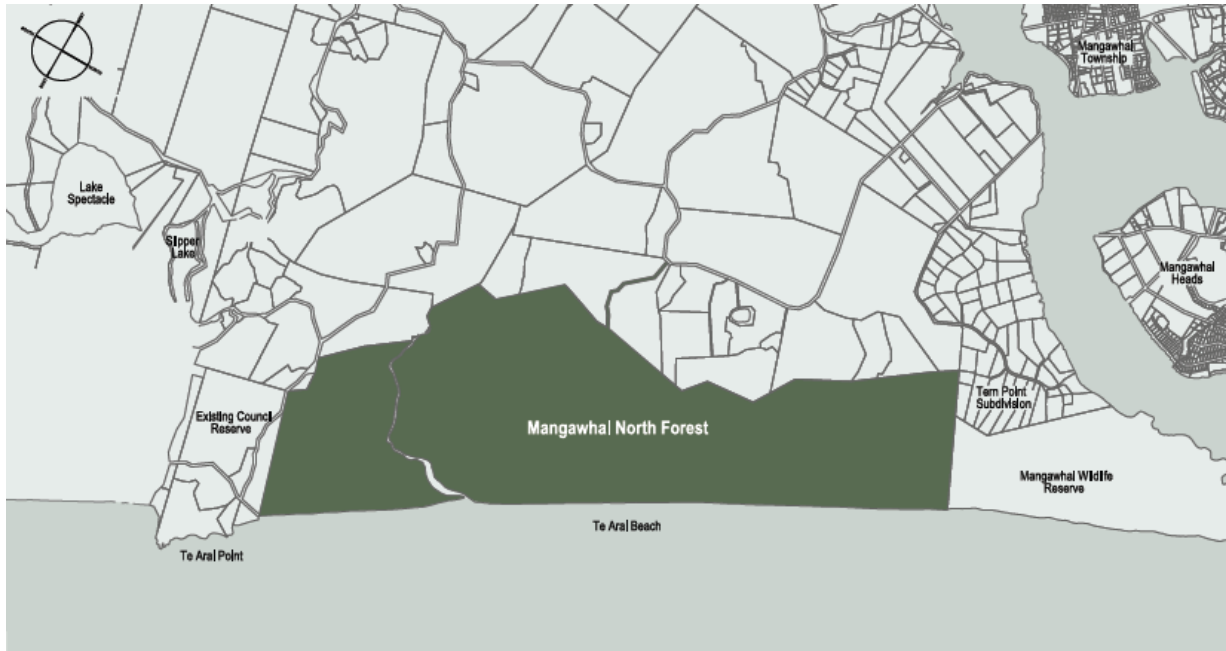 Mangawhai
Township
Lake
Spectacle
Sipper
Lake
Mangawhai
Heads
Existing Council
Reserve
Tern Point
Subdivision
Mangawhai North Forest
Mangawhai Wildlife
Reserve
Te Arai Beach
Te Arai Point